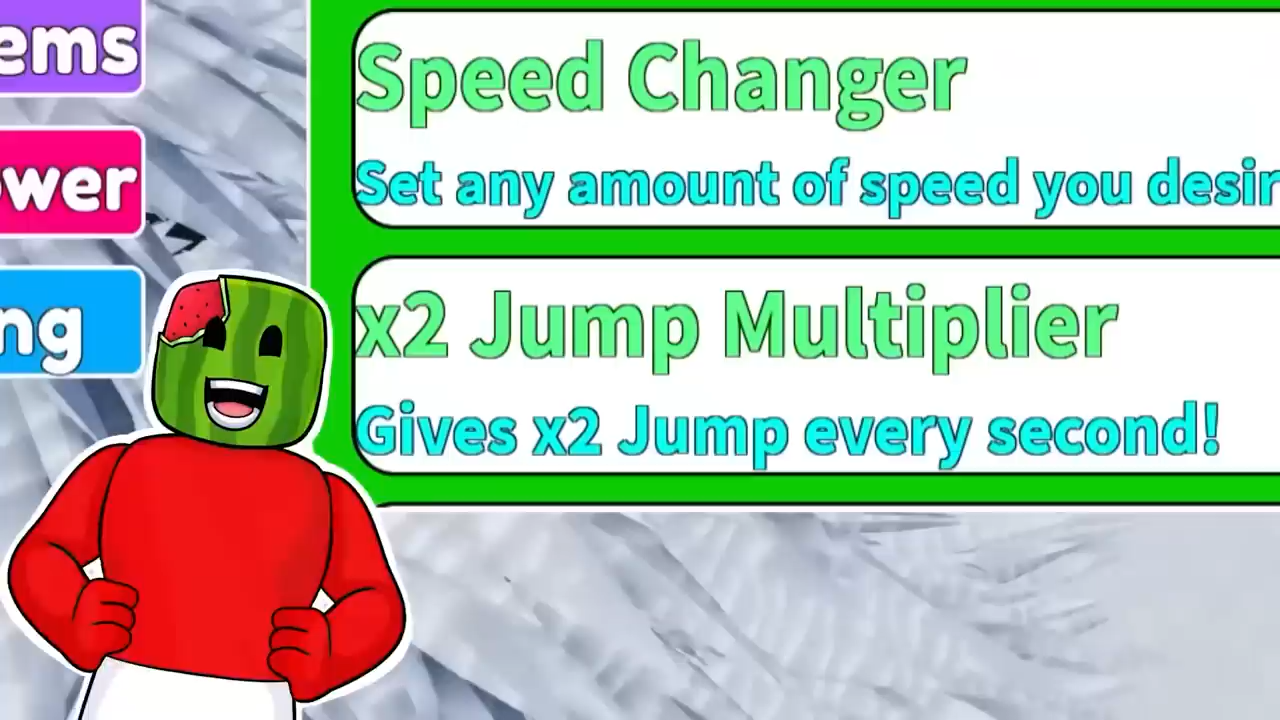 ems
ower
ng
Speed Changer
Set any amount of speed you desir
x2 Jump Multiplier
Gives x2 Jump every second!